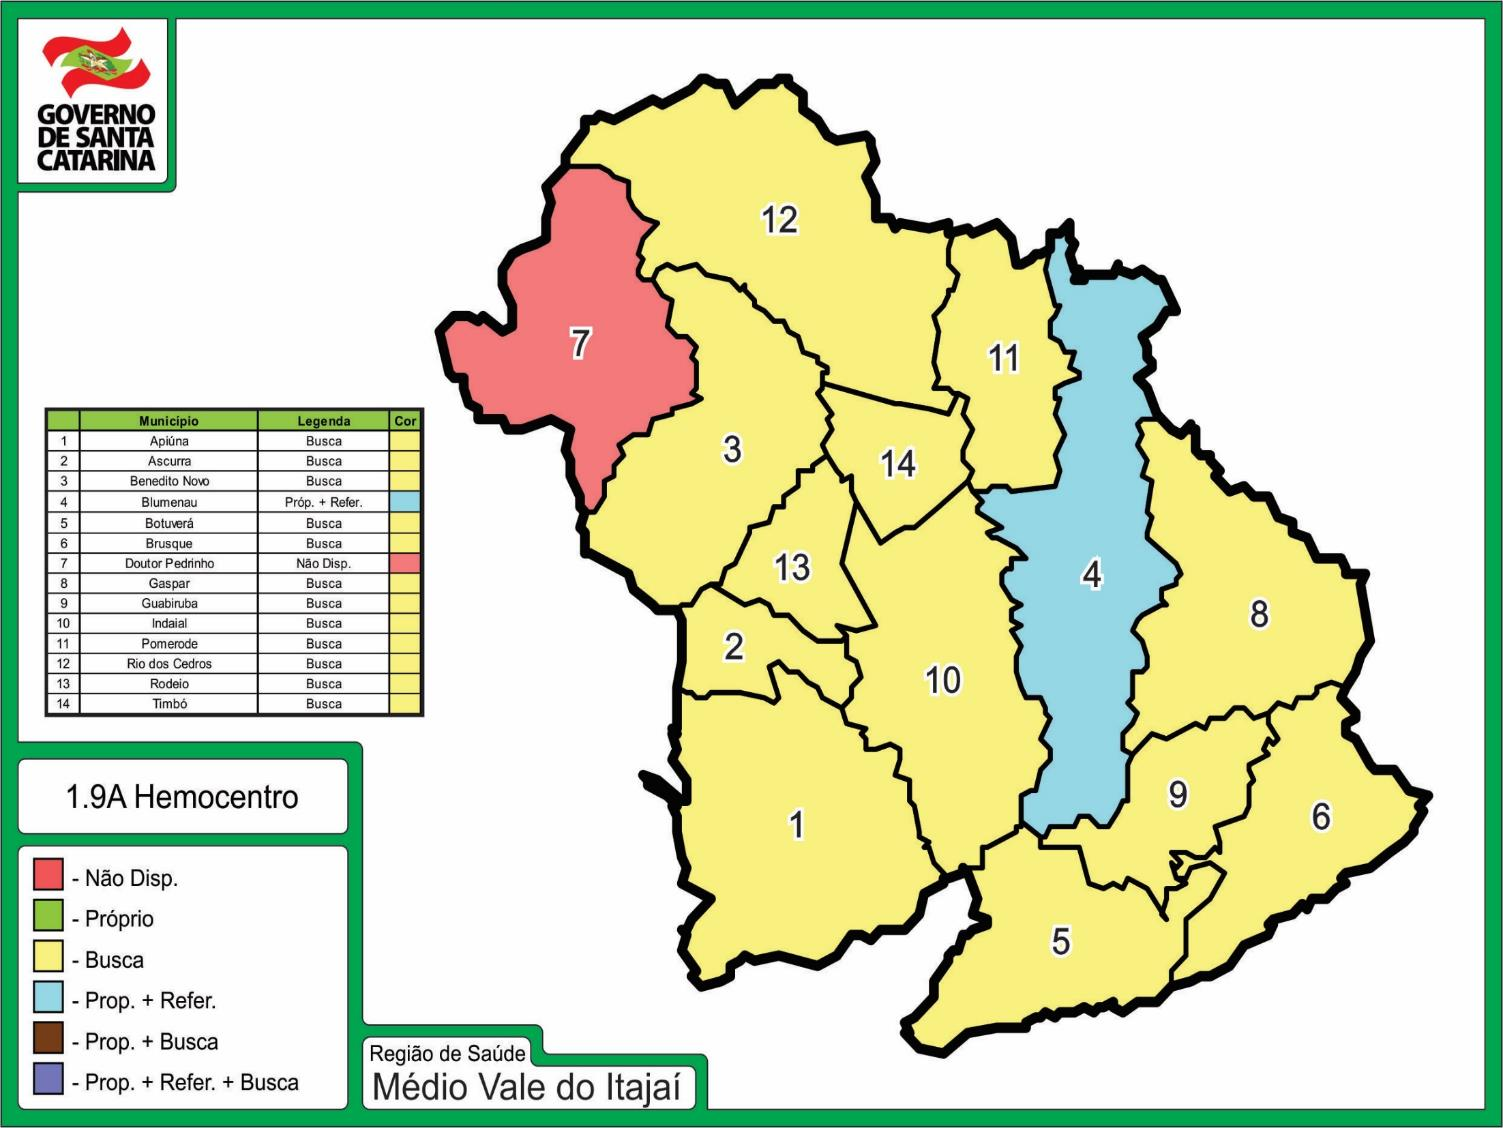 GOVERNO
DE SANTA
CATARINA
12
7
11
3
14
13
4
8
2
10
9
1
6
5
Município Legenda Cor
1 Apiúna Busca
2 Ascurra Busca
3 Benedito Novo Busca
4 Blumenau Próp. + Refer.
5 Botuverá Busca
6 Brusque Busca
7 Doutor Pedrinho Não Disp.
8 Gaspar Busca
9 Guabiruba Busca
10 Indaial Busca
11 Pomerode Busca
12 Rio dos Cedros Busca
13 Rodeio Busca
14 Timbó Busca
1.9A Hemocentro
- Não Disp.
- Próprio
- Busca
- Prop. + Refer.
- Prop. + Busca
- Prop. + Refer. + Busca
Região de Saúde
Médio Vale do Itajaí